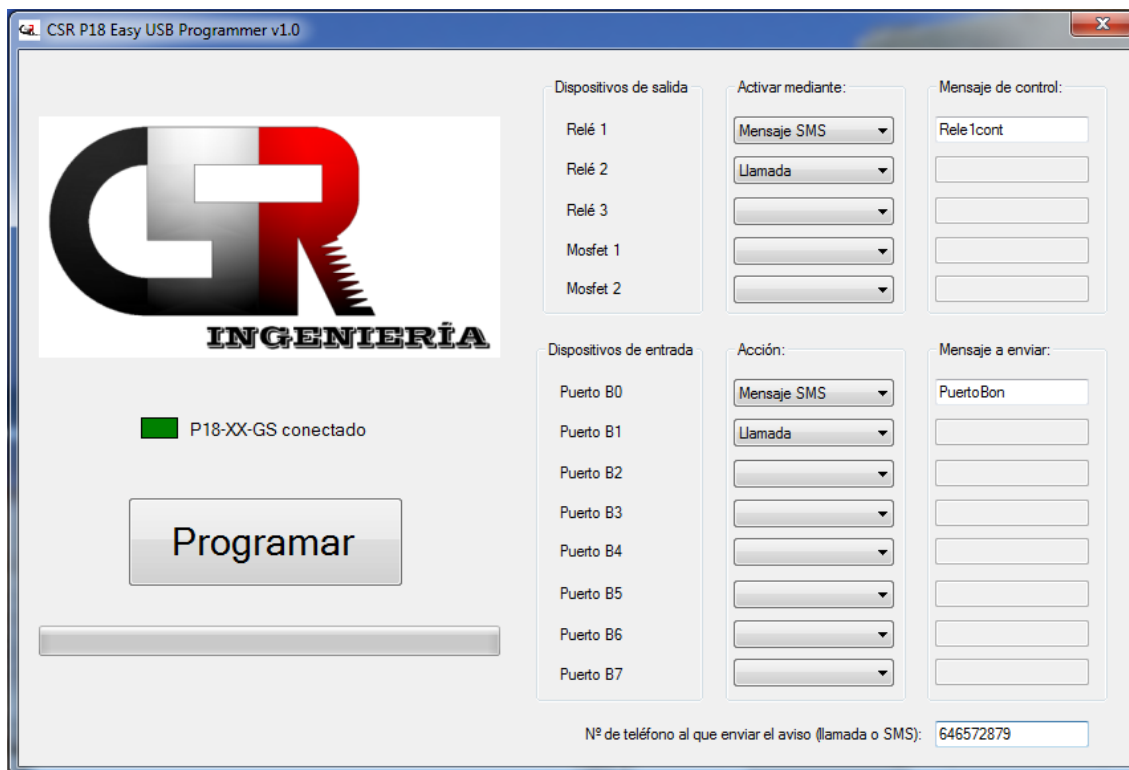 CSR P18 Easy USB Programmer v1.0
CSR
INGENIERÍA
P18-XX-GS conectado
Programar
Dispositivos de salida Activar mediante: Mensaje de control:
Relé 1 Mensaje SMS Rele1cont
Relé 2 Llamada
Relé 3
Mosfet 1
Mosfet 2
Dispositivos de entrada Acción: Mensaje a enviar:
Puerto B0 Mensaje SMS PuertoBon
Puerto B1 Llamada
Puerto B2
Puerto B3
Puerto B4
Puerto B5
Puerto B6
Puerto B7
Nº de teléfono al que enviar el aviso (llamada o SMS): 646572879